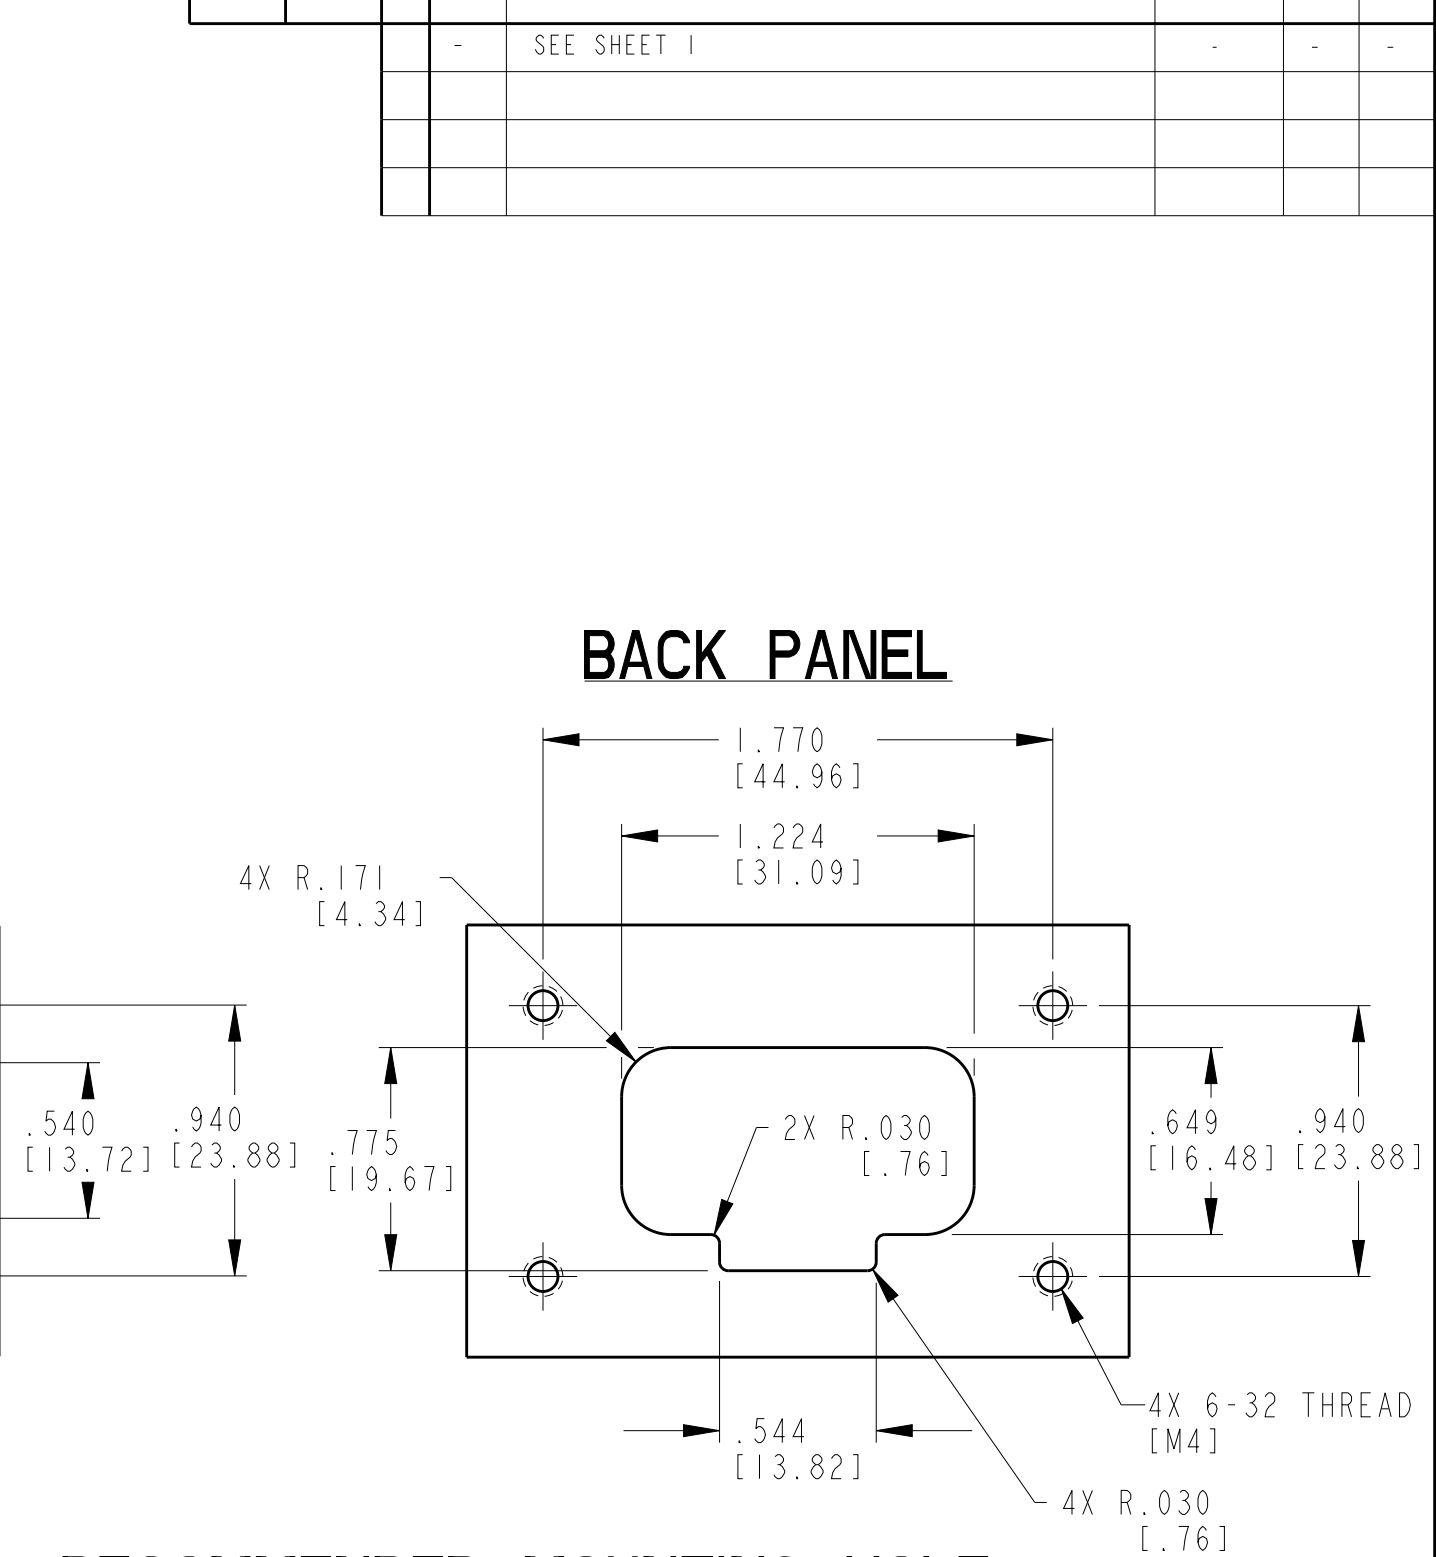 - SEE SHEET 1 - - -
BACK PANEL
1.770
[44.96]
1.224
[31.09]
4X R.171
[4.34]
.540
[13.72]
.940
[23.88]
.775
[19.67]
2X R.030
[.76]
.649
[16.48]
.940
[23.88]
.544
[13.82]
4X 6-32 THREAD
[M4]
4X R.030
[.76]